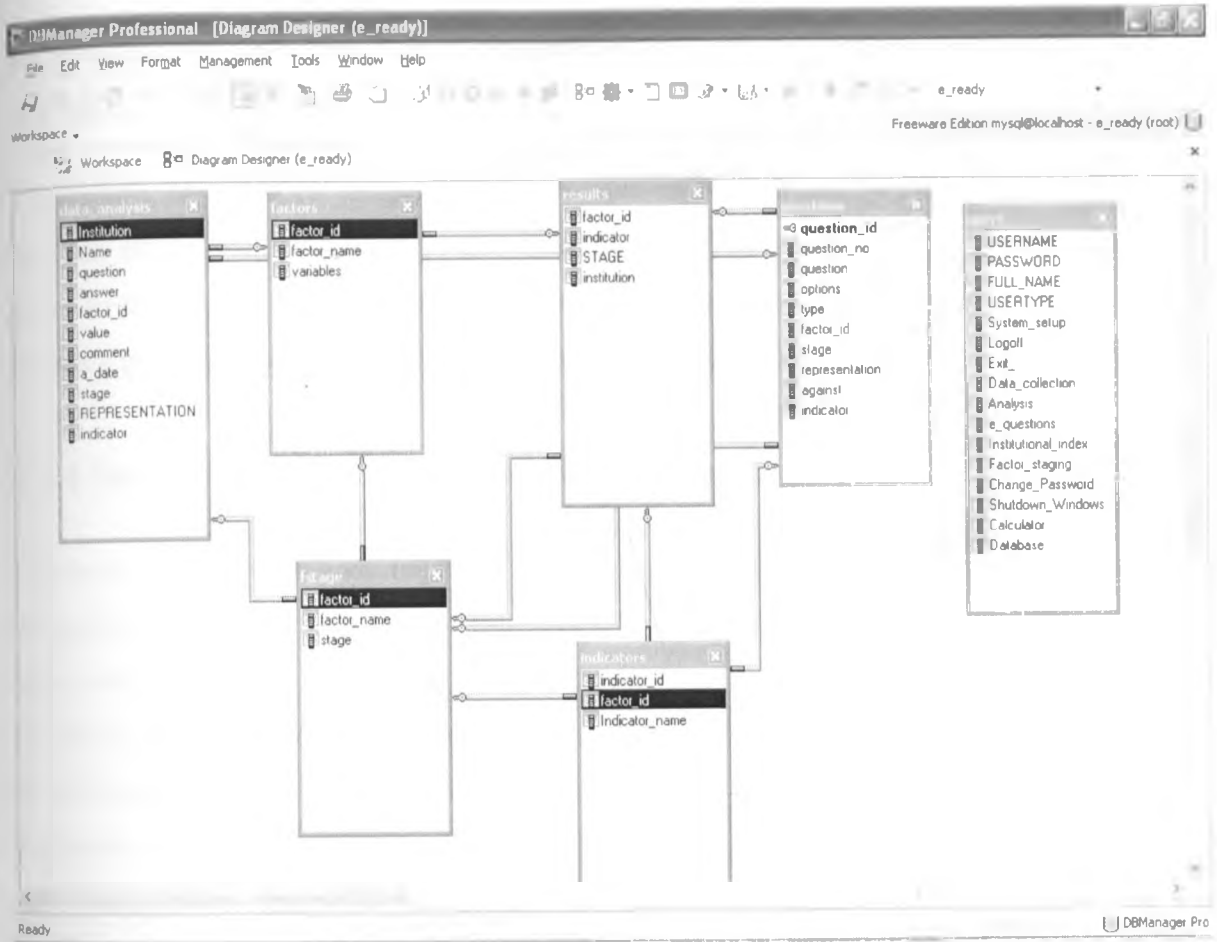 DBManager Professional [Diagram Designer (e_ready)]
File Edit View Format Management Tools Window Help
e_ready
Workspace
Freeware Edition mysql@localhost - e_ready (root)
Workspace Diagram Designer (e_ready)
data_analysis
Institution
Name
question
answer
factor_id
value
comment
a_date
stage
REPRESENTATION
indicator
factors
factor_id
factor_name
variables
results
factor_id
indicator
STAGE
institution
question_id
question_no
question
options
type
factor_id
stage
representation
against
indicator
USERNAME
PASSWORD
FULL_NAME
USERTYPE
System_setup
Logoff
Exit_
Data_collection
Analysis
e_questions
Institutional_index
Factor_staging
Change_Password
Shutdown_Windows
Calculator
Database
fstage
factor_id
factor_name
stage
Indicators
indicator_id
factor_id
Indicator_name
Ready
DBManager Pro